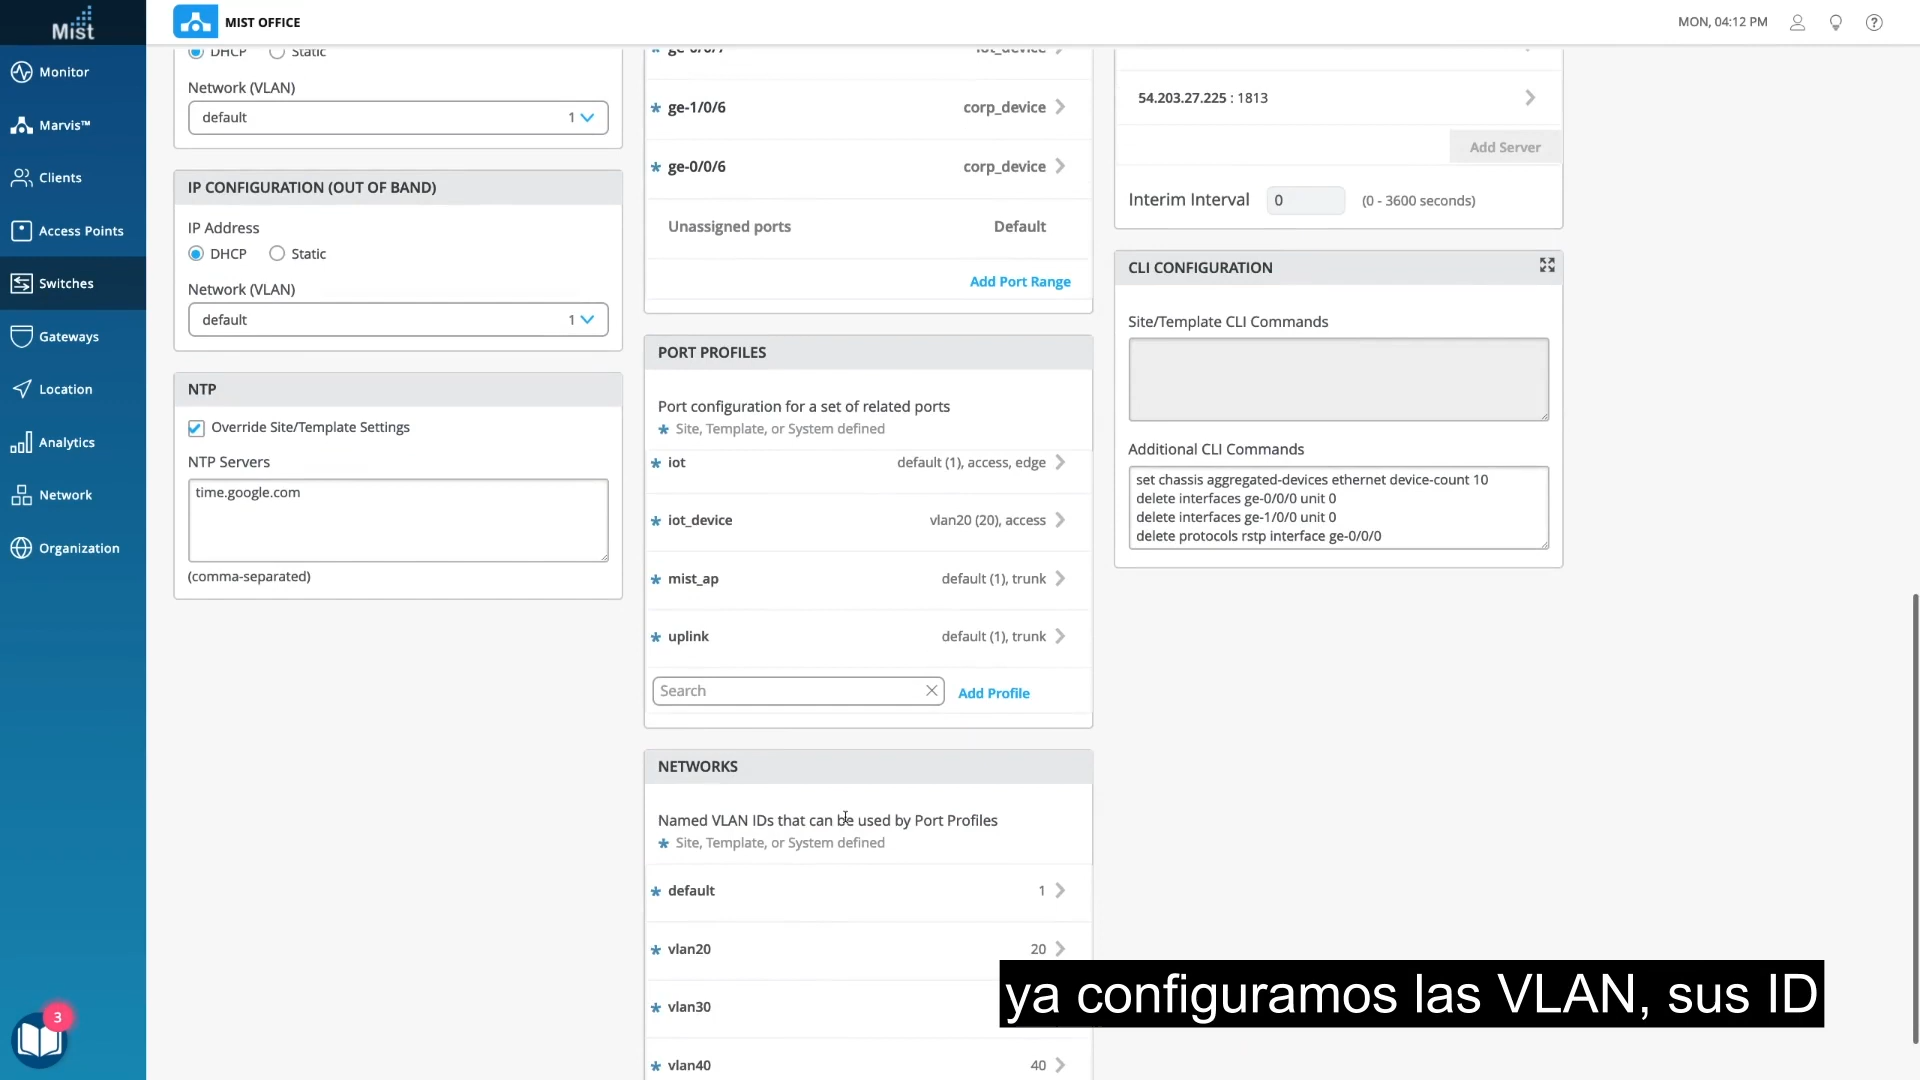 Mist
MIST OFFICE
MON, 04:12 PM
Monitor
Marvis™
Clients
Access Points
Switches
Gateways
Location
Analytics
Network
Organization
3
DHCP Static
Network (VLAN)
default 1
IP CONFIGURATION (OUT OF BAND)
IP Address
DHCP Static
Network (VLAN)
default 1
NTP
Override Site/Template Settings
NTP Servers
time.google.com
(comma-separated)
* ge-0/0/7 iot_device
* ge-1/0/6 corp_device
* ge-0/0/6 corp_device
Unassigned ports Default
Add Port Range
PORT PROFILES
Port configuration for a set of related ports
* Site, Template, or System defined
* iot default (1), access, edge
* iot_device vlan20 (20), access
* mist_ap default (1), trunk
* uplink default (1), trunk
Search Add Profile
NETWORKS
Named VLAN IDs that can be used by Port Profiles
* Site, Template, or System defined
* default 1
* vlan20 20
* vlan30
* vlan40 40
54.203.27.225 : 1813
Add Server
Interim Interval 0 (0 - 3600 seconds)
CLI CONFIGURATION
Site/Template CLI Commands
Additional CLI Commands
set chassis aggregated-devices ethernet device-count 10
delete interfaces ge-0/0/0 unit 0
delete interfaces ge-1/0/0 unit 0
delete protocols rstp interface ge-0/0/0
ya configuramos las VLAN, sus ID